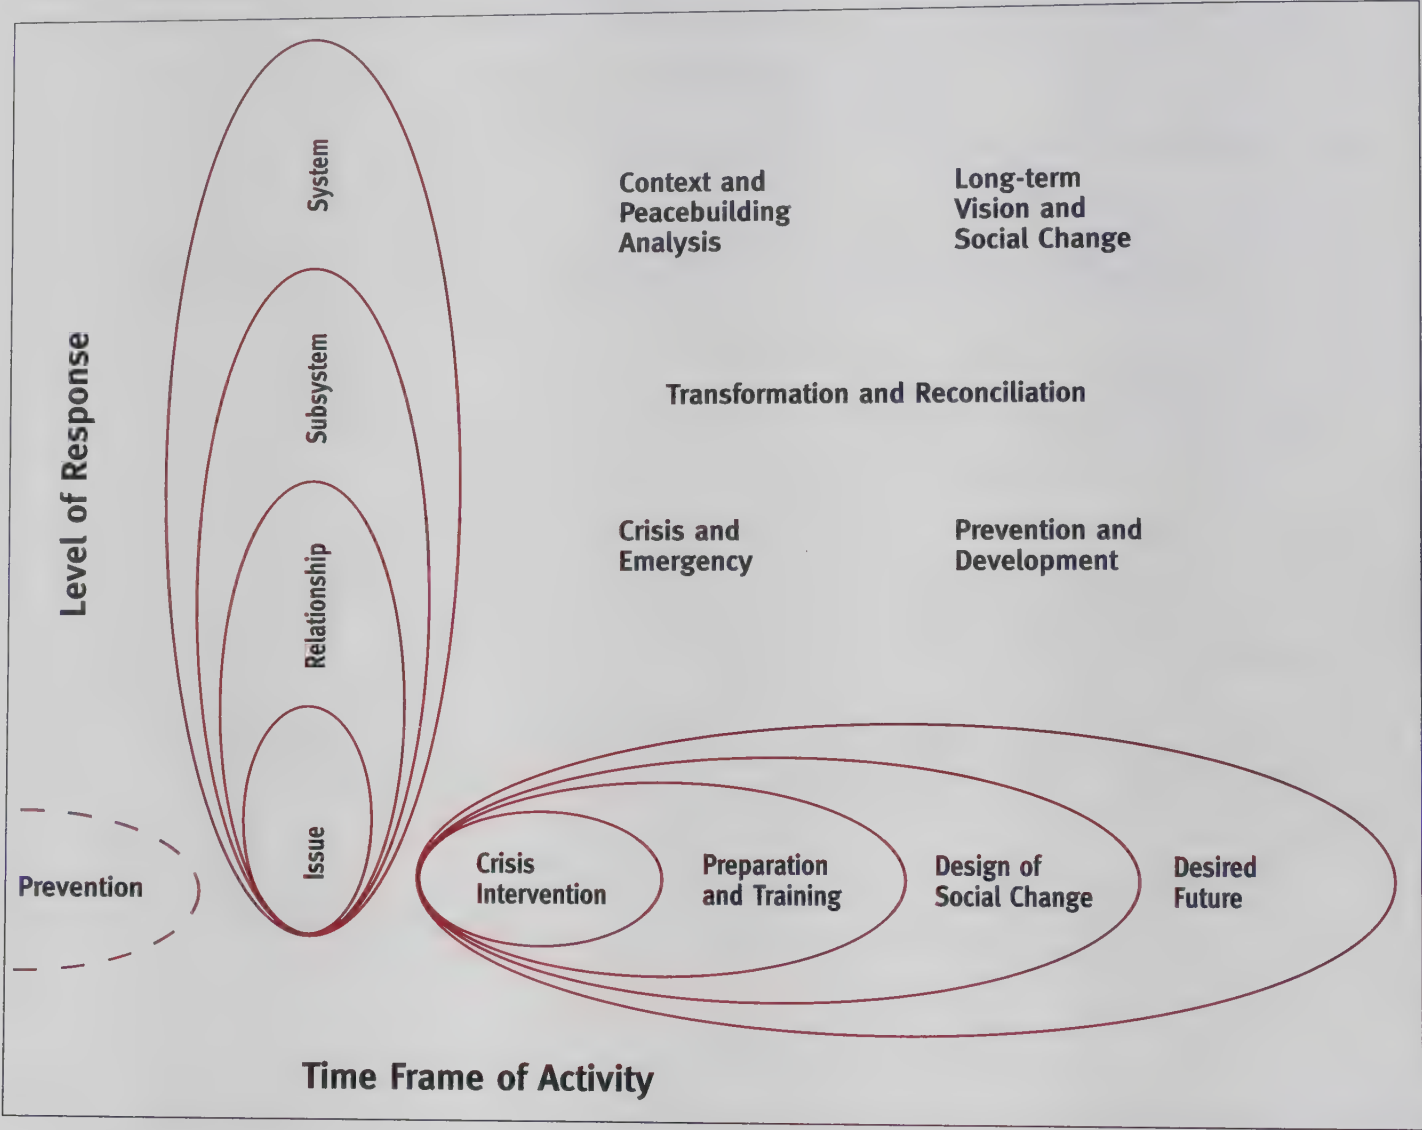 System
Subsystem
Relationship
Issue
Level of Response
Context and
Peacebuilding
Analysis
Long-term
Vision and
Social Change
Transformation and Reconciliation
Crisis and
Emergency
Prevention and
Development
Prevention
Crisis
Intervention
Preparation
and Training
Design of
Social Change
Desired
Future
Time Frame of Activity